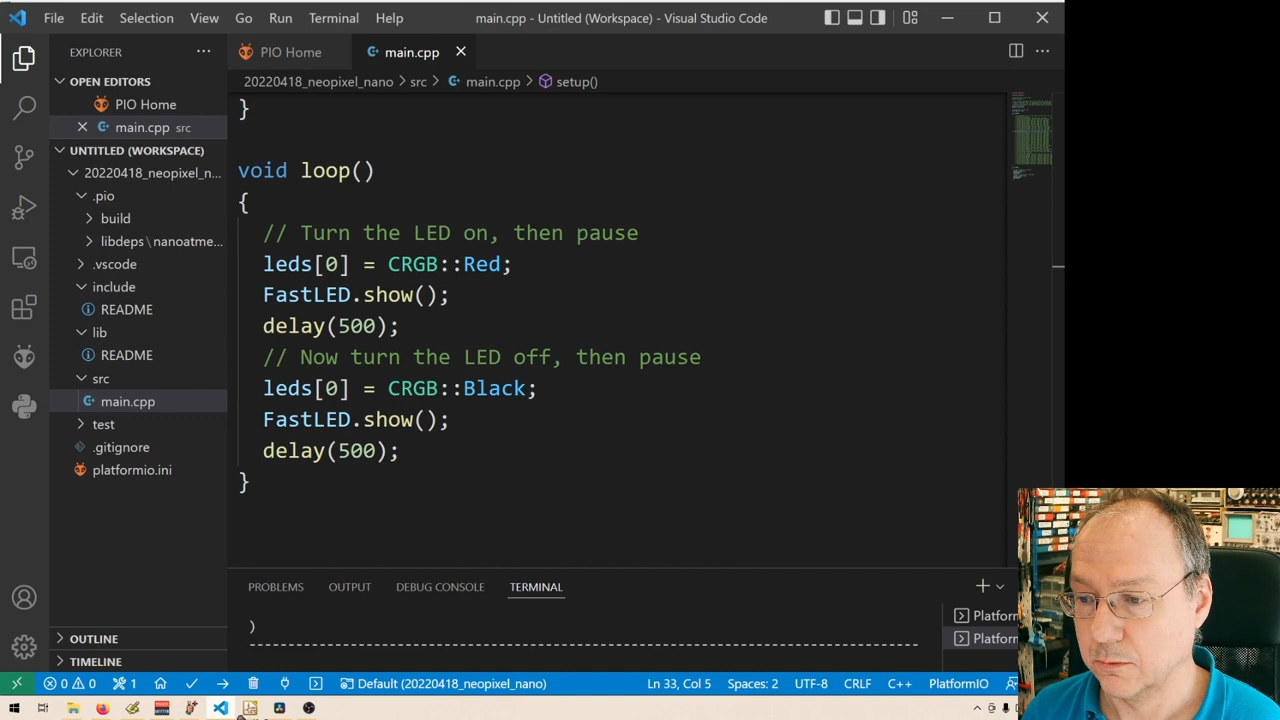 File Edit Selection View Go Run Terminal Help main.cpp - Untitled (Workspace) - Visual Studio Code
EXPLORER
PIO Home
main.cpp
OPEN EDITORS
PIO Home
main.cpp src
UNTITLED (WORKSPACE)
20220418_neopixel_n...
.pio
build
libdeps\nanoatme...
.vscode
include
README
lib
README
src
main.cpp
test
.gitignore
platformio.ini
OUTLINE
TIMELINE
20220418_neopixel_nano > src > main.cpp > setup()
}
void loop()
{
// Turn the LED on, then pause
leds[0] = CRGB::Red;
FastLED.show();
delay(500);
// Now turn the LED off, then pause
leds[0] = CRGB::Black;
FastLED.show();
delay(500);
}
PROBLEMS OUTPUT DEBUG CONSOLE TERMINAL
)
--------------------------------------------------------------------------------
Platform
Platform
0 0 1 Default (20220418_neopixel_nano) Ln 33, Col 5 Spaces: 2 UTF-8 CRLF C++ PlatformIO